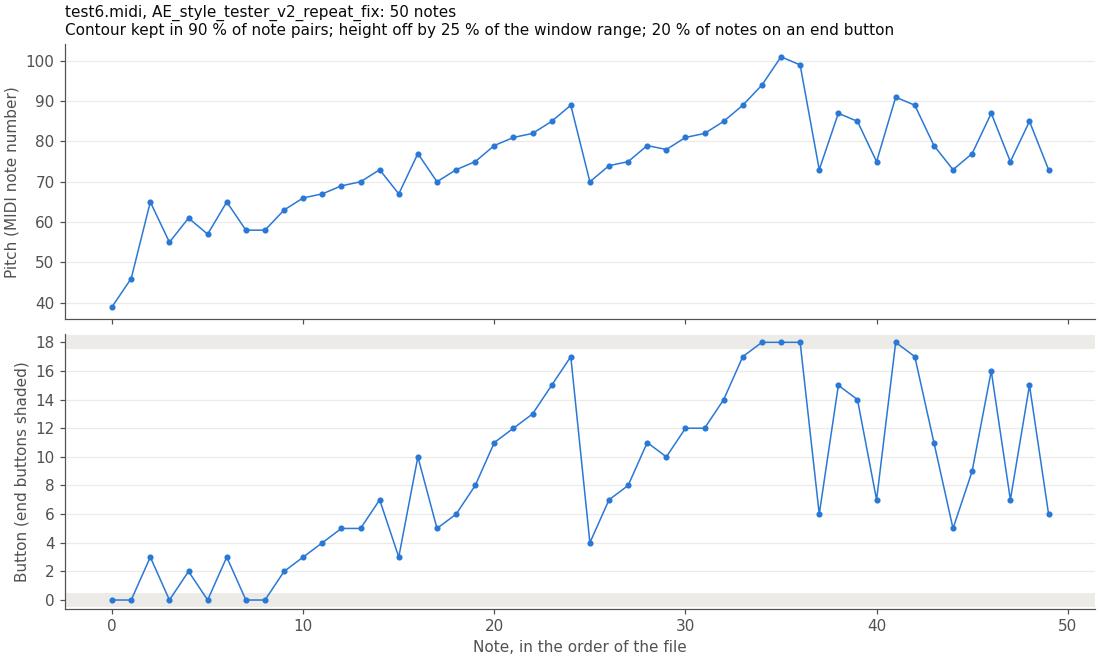 test6.midi, AE_style_tester_v2_repeat_fix: 50 notes
Contour kept in 90 % of note pairs; height off by 25 % of the window range; 20 % of notes on an end button
Pitch (MIDI note number)
100
90
80
70
60
50
40
Button (end buttons shaded)
18
16
14
12
10
8
6
4
2
0
0 10 20 30 40 50
Note, in the order of the file